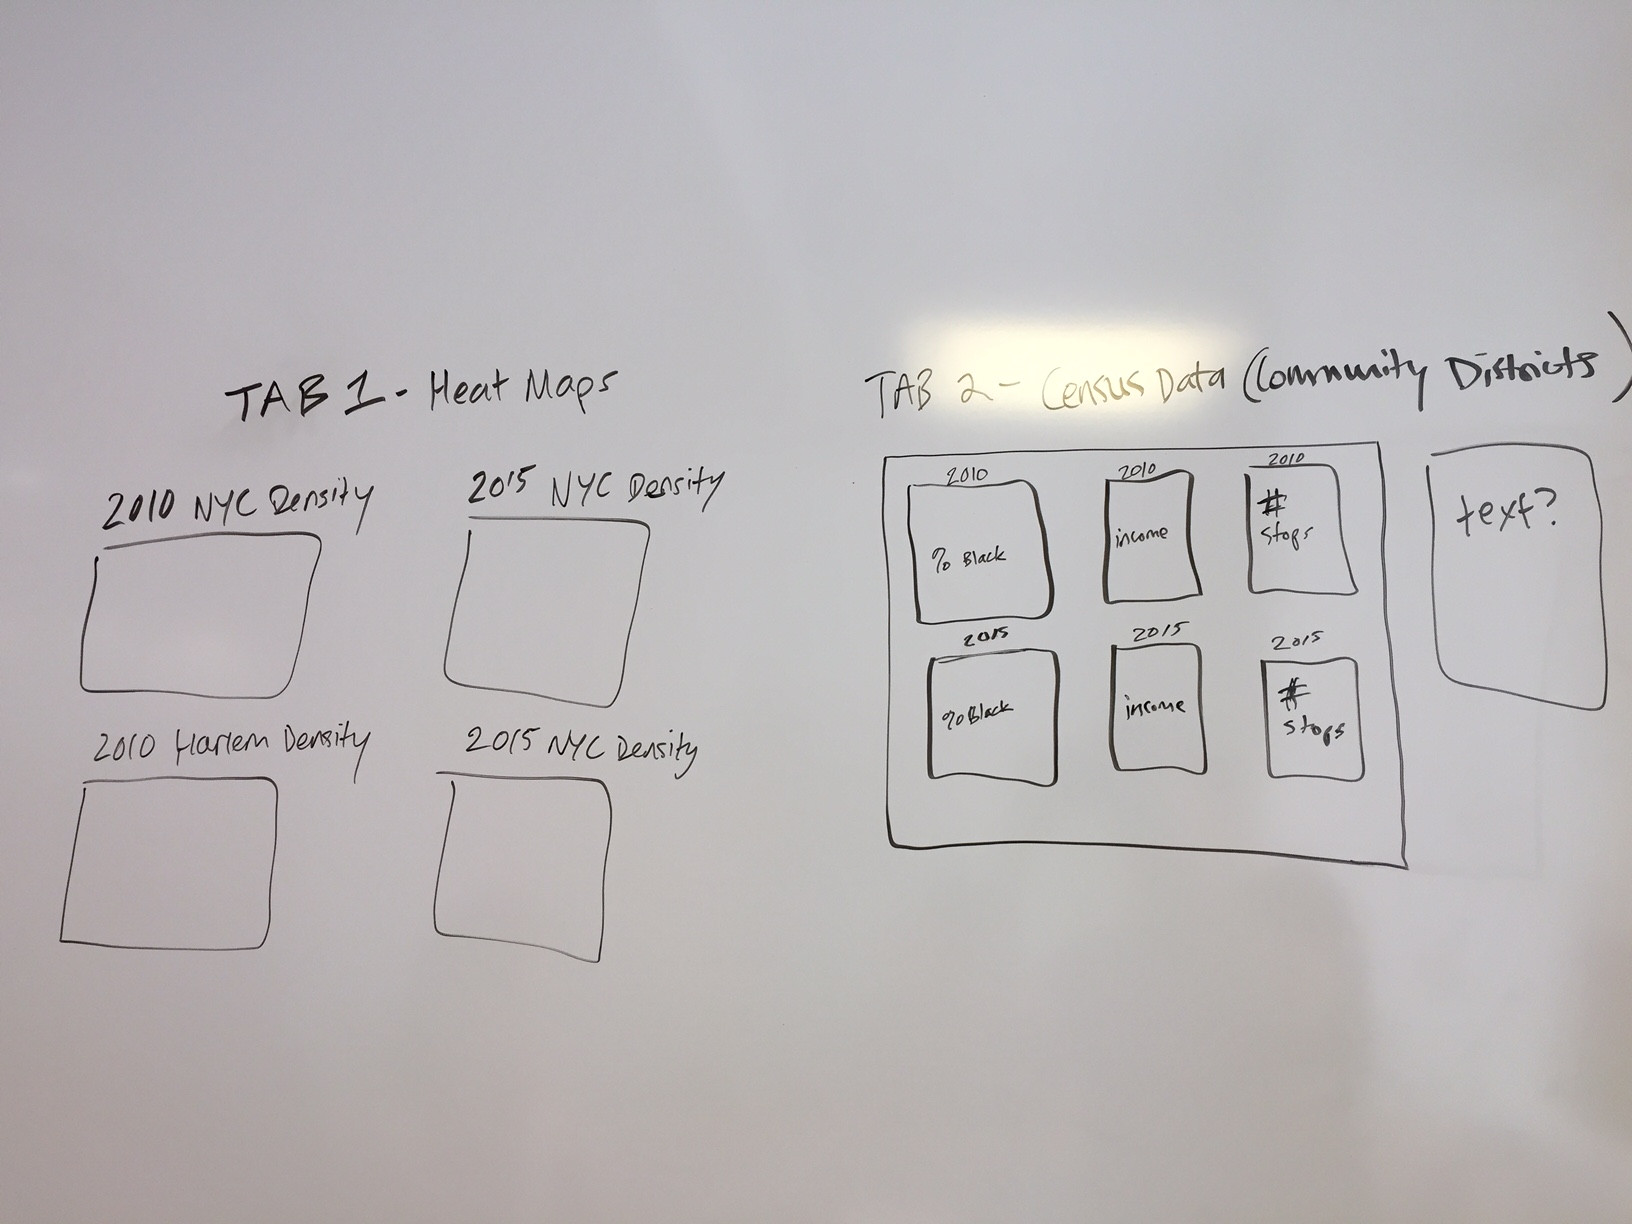 TAB 1 - Heat Maps
2010 NYC Density
2015 NYC Density
2010 Harlem Density
2015 NYC Density
TAB 2 - Census Data (Community Districts)
2010
% Black
2010
income
2010
# stops
2015
% Black
2015
income
2015
# stops
text?